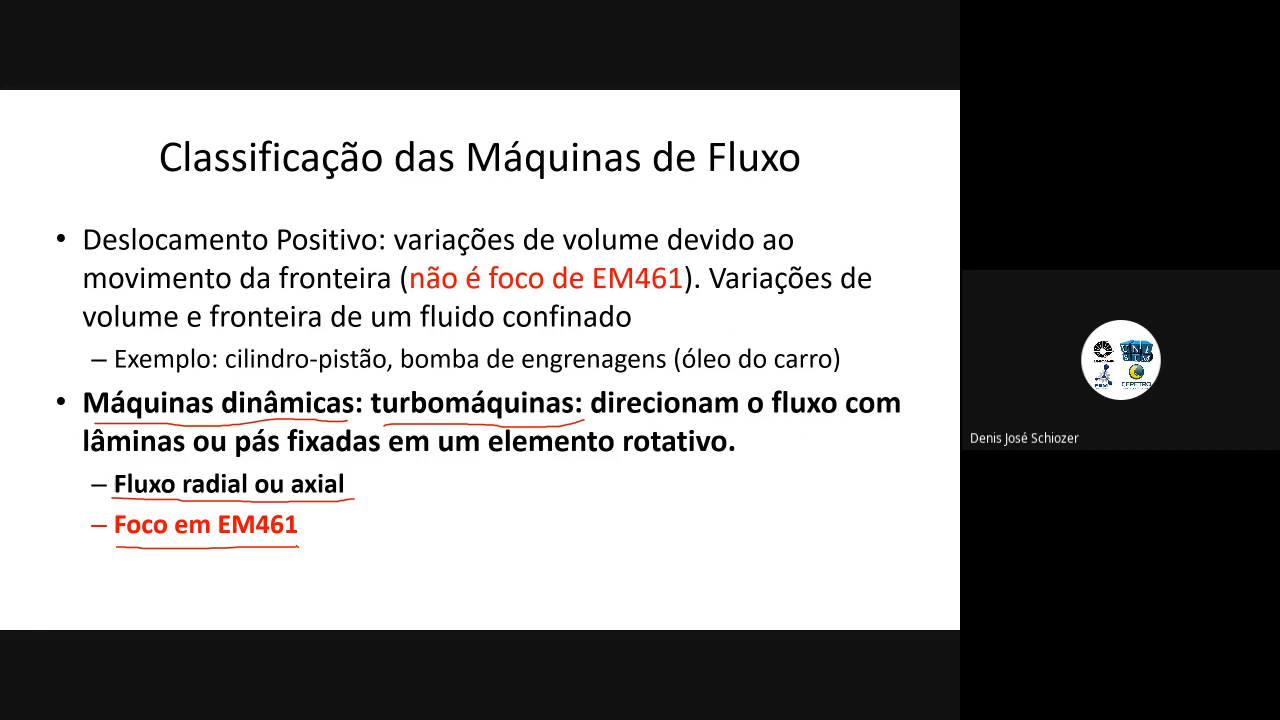 Classificação das Máquinas de Fluxo
• Deslocamento Positivo: variações de volume devido ao
movimento da fronteira (não é foco de EM461). Variações de
volume e fronteira de um fluido confinado
– Exemplo: cilindro-pistão, bomba de engrenagens (óleo do carro)
• Máquinas dinâmicas: turbomáquinas: direcionam o fluxo com
lâminas ou pás fixadas em um elemento rotativo.
– Fluxo radial ou axial
– Foco em EM461
Denis José Schiozer